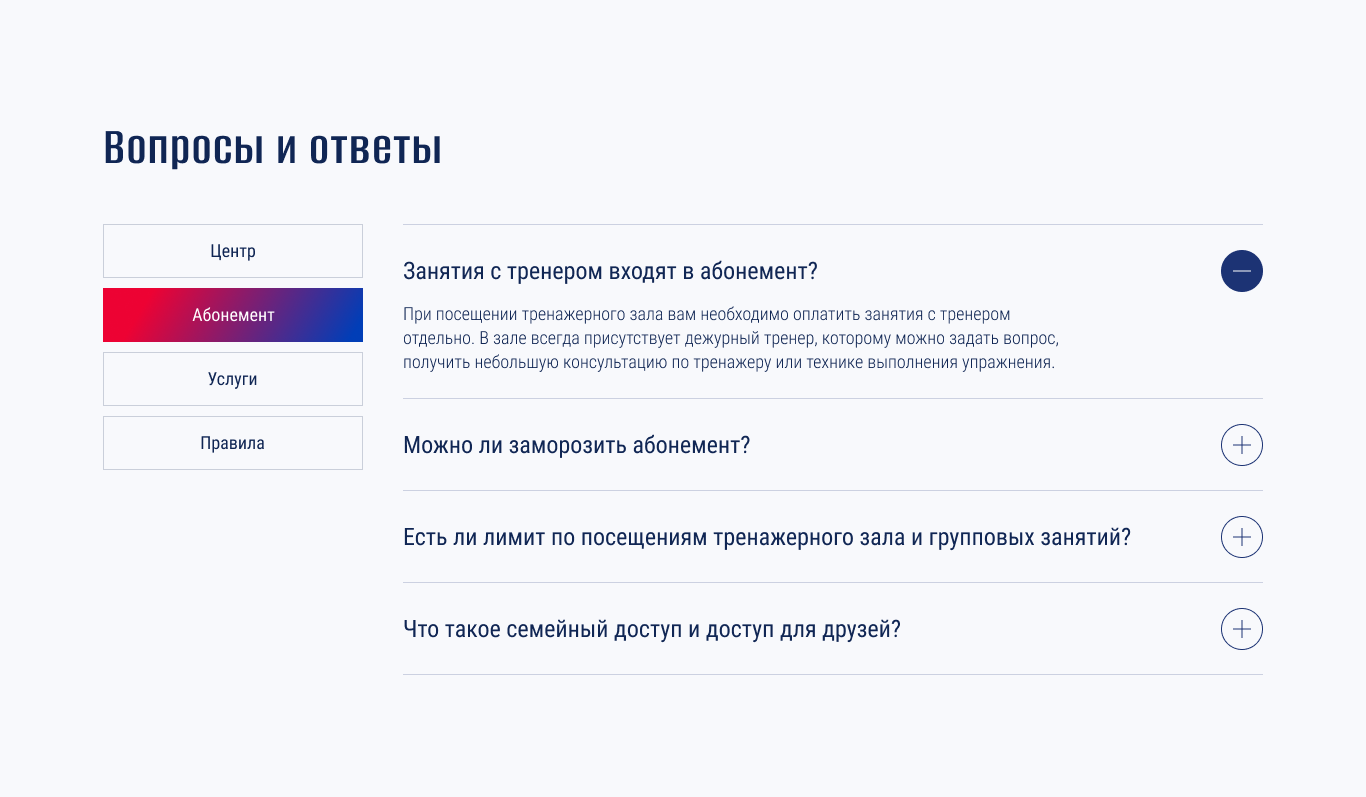 Вопросы и ответы
Центр
Абонемент
Услуги
Правила
Занятия с тренером входят в абонемент?
При посещении тренажерного зала вам необходимо оплатить занятия с тренером
отдельно. В зале всегда присутствует дежурный тренер, которому можно задать вопрос,
получить небольшую консультацию по тренажеру или технике выполнения упражнения.
Можно ли заморозить абонемент?
Есть ли лимит по посещениям тренажерного зала и групповых занятий?
Что такое семейный доступ и доступ для друзей?